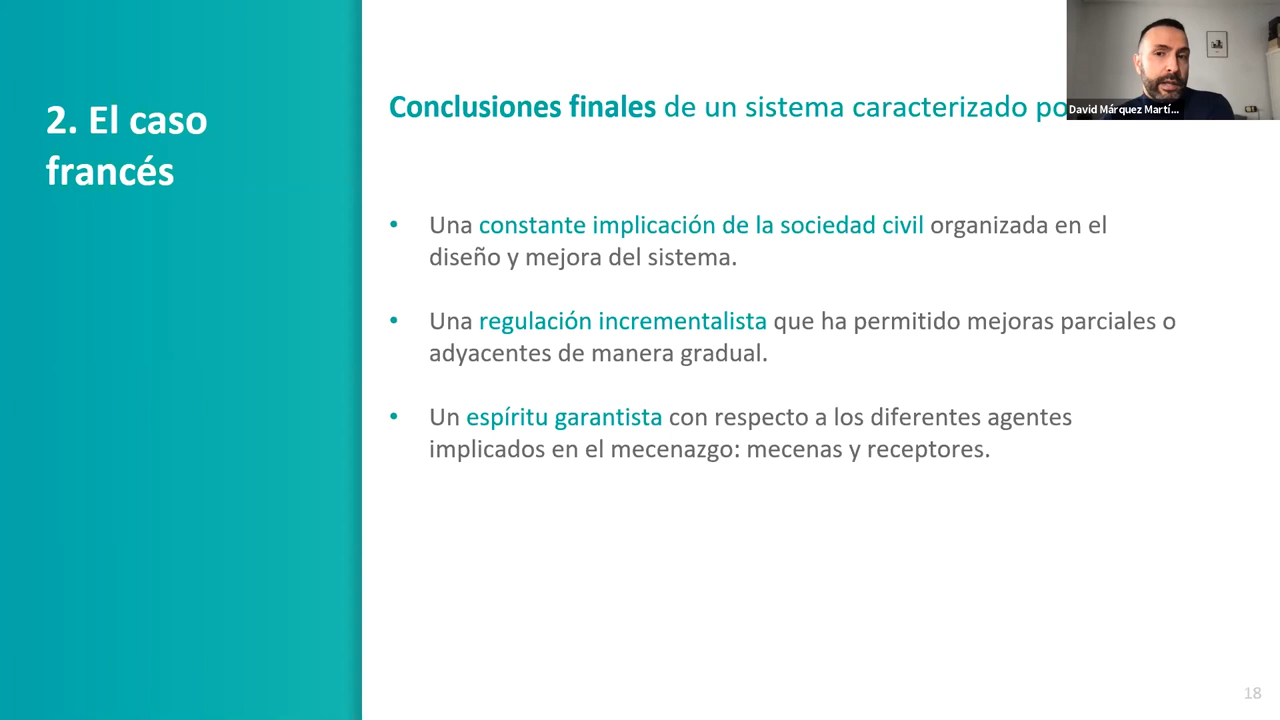 2. El caso
francés
Conclusiones finales de un sistema caracterizado po
David Márquez Martí...
• Una constante implicación de la sociedad civil organizada en el
diseño y mejora del sistema.
• Una regulación incrementalista que ha permitido mejoras parciales o
adyacentes de manera gradual.
• Un espíritu garantista con respecto a los diferentes agentes
implicados en el mecenazgo: mecenas y receptores.
18